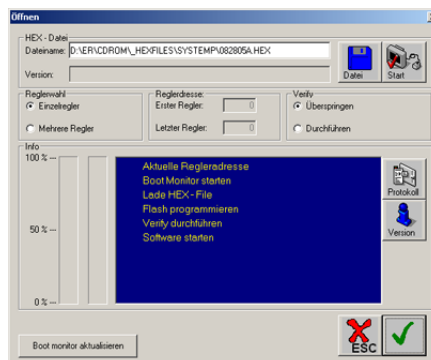 Öffnen
HEX - Datei
Dateiname: D:\ER\CDROM\_HEXFILES\SYSTEMP\082805A.HEX
Version:
Datei
Start
Reglerwahl
Einzelregler
Mehrere Regler
Reglerdresse:
Erster Regler: 0
Letzter Regler: 0
Verify
Überspringen
Durchführen
Info
100 %
50 %
0 %
Aktuelle Regleradresse
Boot Monitor starten
Lade HEX - File
Flash programmieren
Verify durchführen
Software starten
Protokoll
Version
Boot monitor aktualisieren
ESC